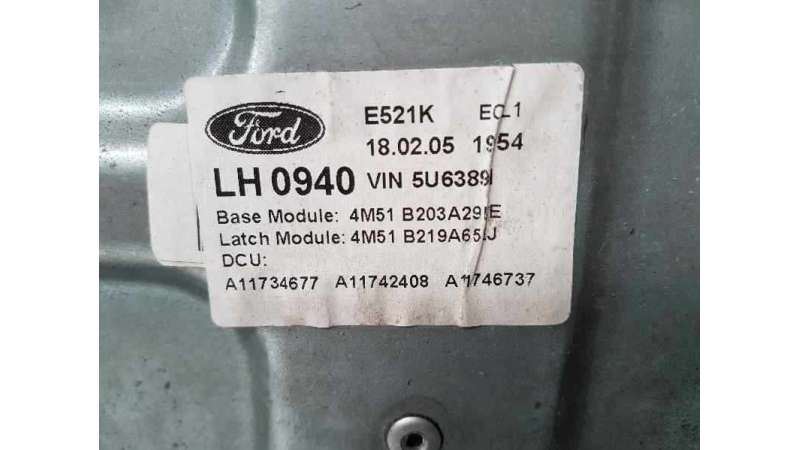 Ford
E521K EC-1
18.02.05 1954
LH 0940 VIN 5U6389
Base Module: 4M51 B203A29 E
Latch Module: 4M51 B219A65 J
DCU:
A11734677 A11742408 A11746737